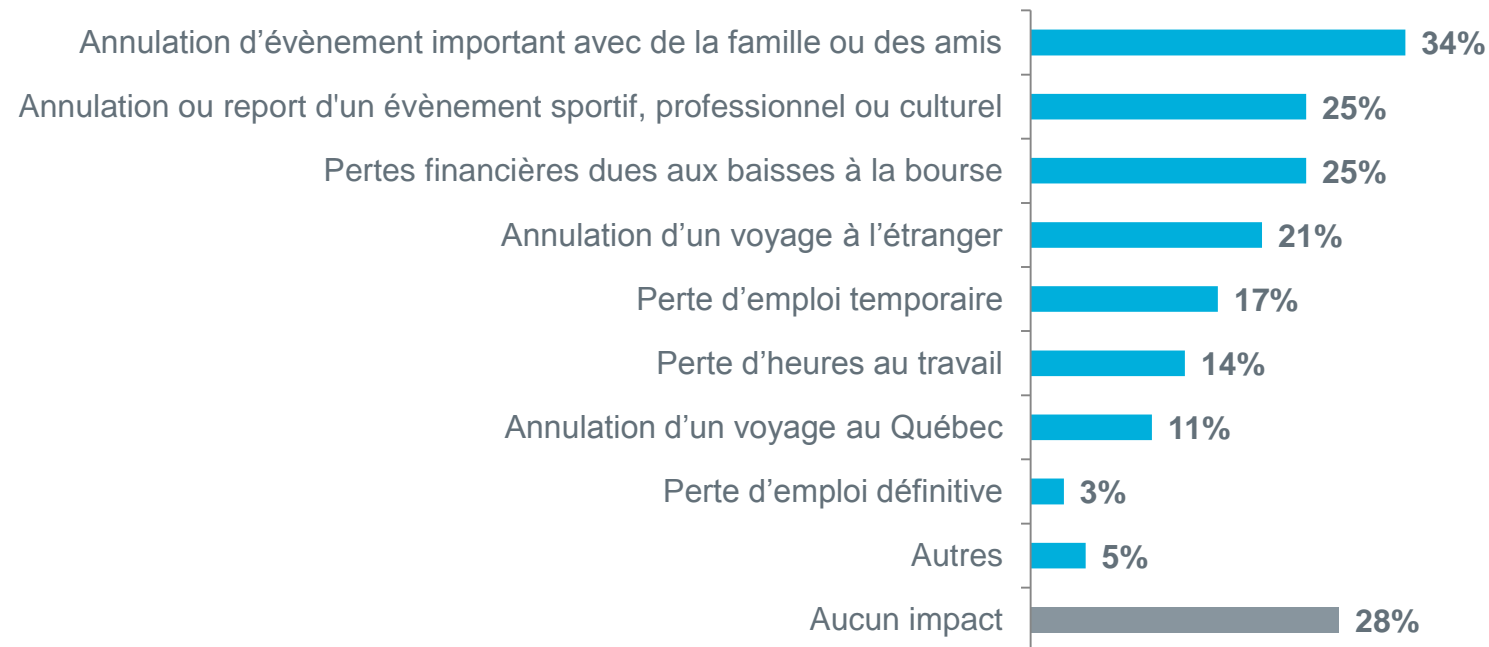 Annulation d’évènement important avec de la famille ou des amis 34%
Annulation ou report d'un évènement sportif, professionnel ou culturel 25%
Pertes financières dues aux baisses à la bourse 25%
Annulation d’un voyage à l’étranger 21%
Perte d’emploi temporaire 17%
Perte d’heures au travail 14%
Annulation d’un voyage au Québec 11%
Perte d’emploi définitive 3%
Autres 5%
Aucun impact 28%